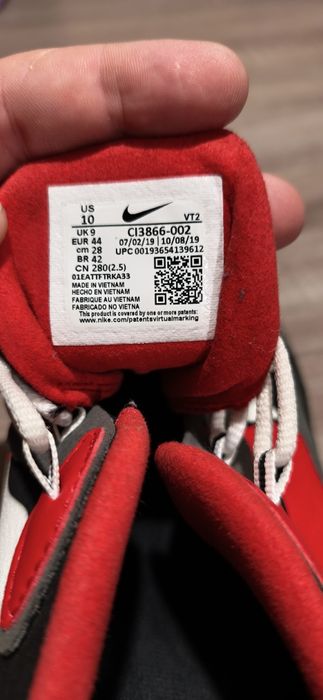 US
10
VT2
UK 9
CI3866-002
EUR 44
07/02/19 10/08/19
cm 28
UPC 00193654139612
BR 42
CN 280(2.5)
01EATTFTRKA33
MADE IN VIETNAM
HECHO EN VIETNAM
FABRIQUE AU VIETNAM
FABRICADO NO VIETNA
This product is covered by one or more patents:
www.nike.com/patentsvirtualmarking